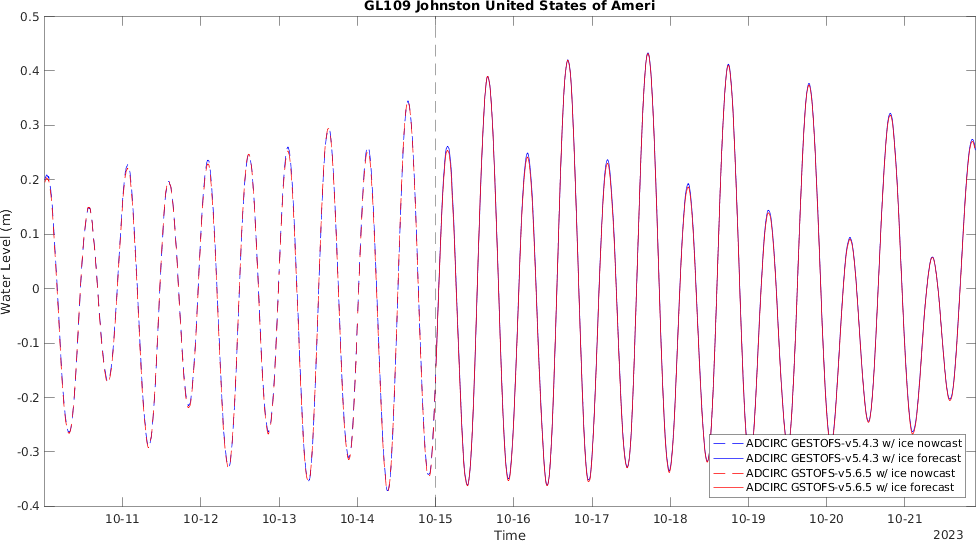 GL109 Johnston United States of Ameri
0.5
0.4
0.3
0.2
0.1
0
-0.1
-0.2
-0.3
-0.4
Water Level (m)
ADCIRC GESTOFS-v5.4.3 w/ ice nowcast
ADCIRC GESTOFS-v5.4.3 w/ ice forecast
ADCIRC GSTOFS-v5.6.5 w/ ice nowcast
ADCIRC GSTOFS-v5.6.5 w/ ice forecast
10-11 10-12 10-13 10-14 10-15 10-16 10-17 10-18 10-19 10-20 10-21
Time
2023